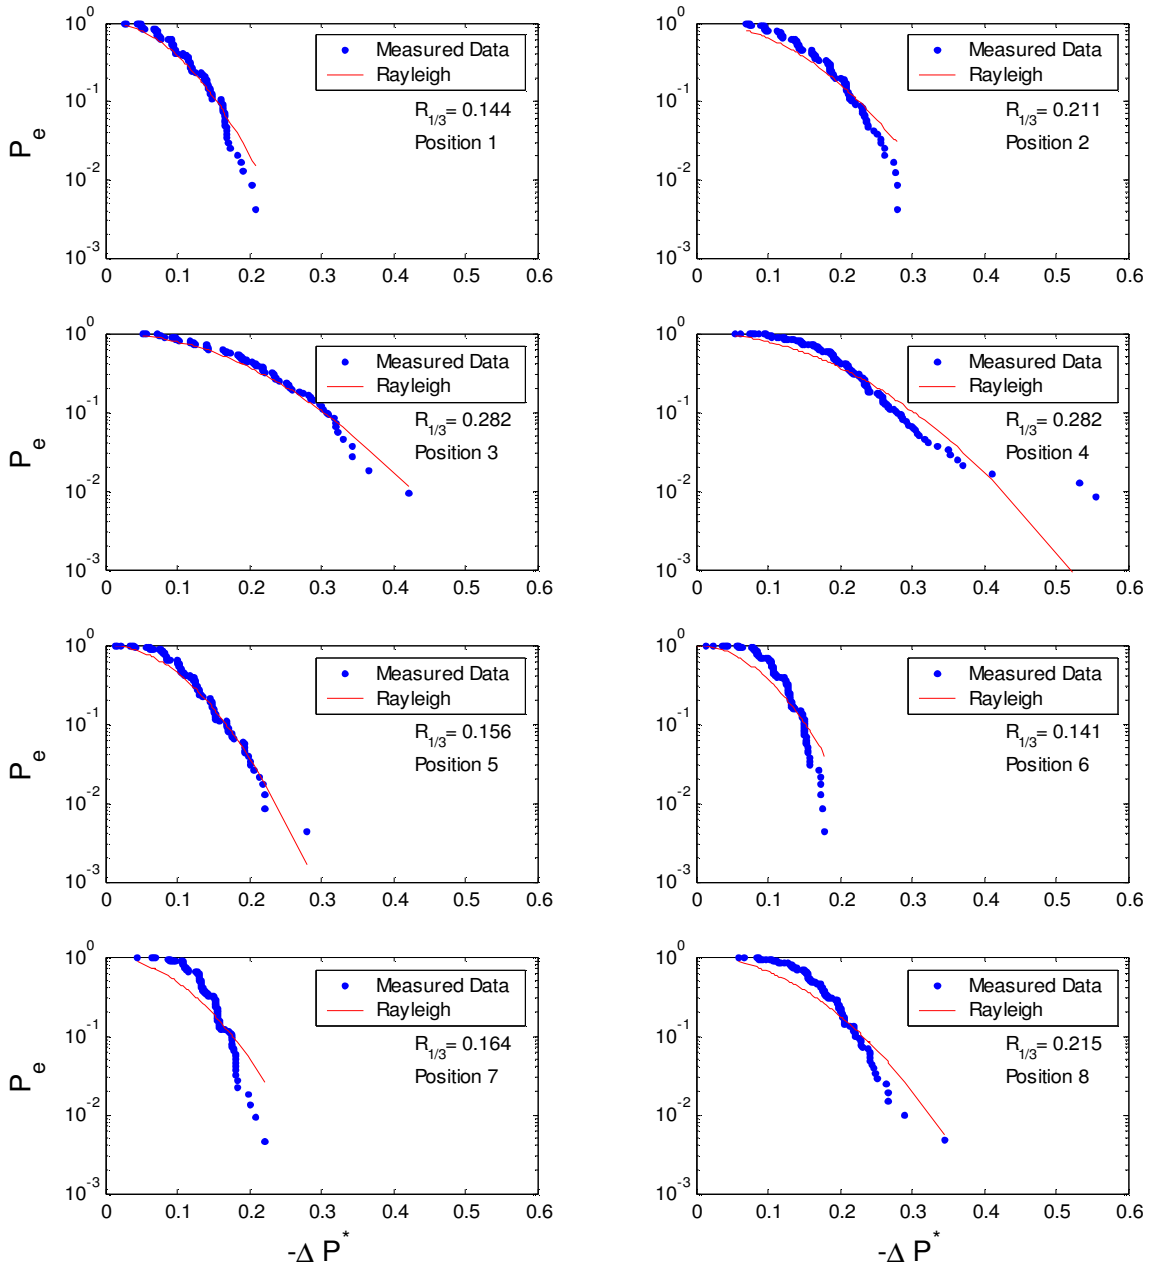 10^0
10^-1
10^-2
10^-3
P_e
0 0.1 0.2 0.3 0.4 0.5 0.6
Measured Data
Rayleigh
R_1/3= 0.144
Position 1
10^0
10^-1
10^-2
10^-3
0 0.1 0.2 0.3 0.4 0.5 0.6
Measured Data
Rayleigh
R_1/3= 0.211
Position 2
10^0
10^-1
10^-2
10^-3
P_e
0 0.1 0.2 0.3 0.4 0.5 0.6
Measured Data
Rayleigh
R_1/3= 0.282
Position 3
10^0
10^-1
10^-2
10^-3
0 0.1 0.2 0.3 0.4 0.5 0.6
Measured Data
Rayleigh
R_1/3= 0.282
Position 4
10^0
10^-1
10^-2
10^-3
P_e
0 0.1 0.2 0.3 0.4 0.5 0.6
Measured Data
Rayleigh
R_1/3= 0.156
Position 5
10^0
10^-1
10^-2
10^-3
0 0.1 0.2 0.3 0.4 0.5 0.6
Measured Data
Rayleigh
R_1/3= 0.141
Position 6
10^0
10^-1
10^-2
10^-3
P_e
0 0.1 0.2 0.3 0.4 0.5 0.6
-Δ P^*
Measured Data
Rayleigh
R_1/3= 0.164
Position 7
10^0
10^-1
10^-2
10^-3
0 0.1 0.2 0.3 0.4 0.5 0.6
-Δ P^*
Measured Data
Rayleigh
R_1/3= 0.215
Position 8